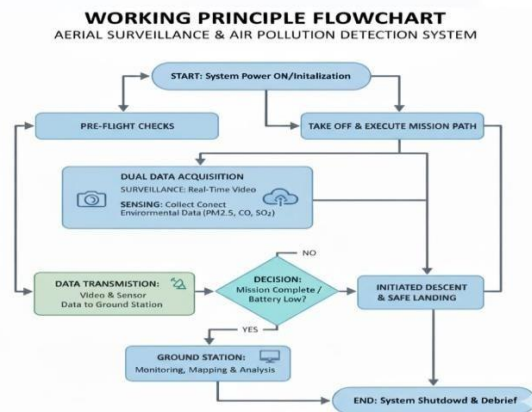 WORKING PRINCIPLE FLOWCHART
AERIAL SURVEILLANCE & AIR POLLUTION DETECTION SYSTEM
START: System Power ON/Initalization
PRE-FLIGHT CHECKS
TAKE OFF & EXECUTE MISSION PATH
DUAL DATA ACQUISIITION
SURVEILLANCE: Real-Time Video
SENSING: Collect Conect
Envirormental Data (PM2.5, CO, SO₂)
NO
DATA TRANSMISTION:
Video & Sensor
Data to Ground Station
DECISION:
Mission Complete /
Battery Low?
INITIATED DESCENT
& SAFE LANDING
YES
GROUND STATION:
Monitoring, Mapking & Analysis
END: System Shutdowd & Debrief